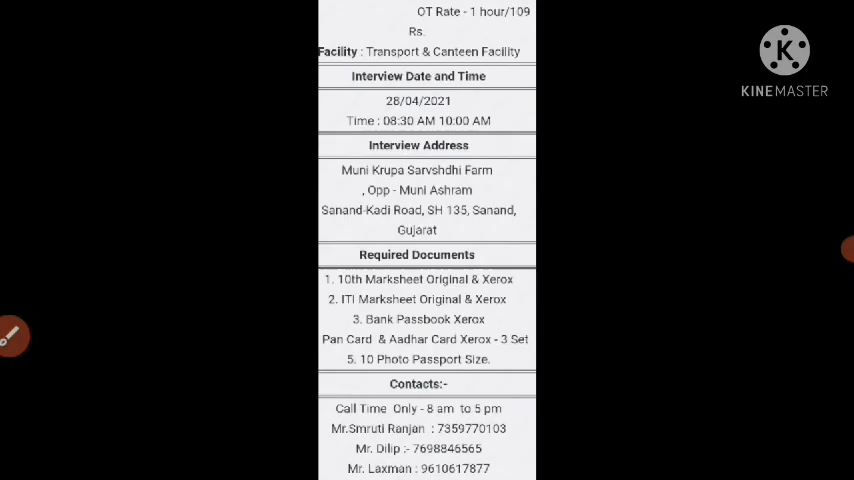 OT Rate - 1 hour/109
Rs.
Facility : Transport & Canteen Facility
Interview Date and Time
28/04/2021
Time : 08:30 AM 10:00 AM
Interview Address
Muni Krupa Sarvshdhi Farm
, Opp - Muni Ashram
Sanand-Kadi Road, SH 135, Sanand,
Gujarat
Required Documents
1. 10th Marksheet Original & Xerox
2. ITI Marksheet Original & Xerox
3. Bank Passbook Xerox
Pan Card & Aadhar Card Xerox - 3 Set
5. 10 Photo Passport Size.
Contacts:-
Call Time Only - 8 am to 5 pm
Mr.Smruti Ranjan : 7359770103
Mr. Dilip :- 7698846565
Mr. Laxman : 9610617877
K
KINEMASTER